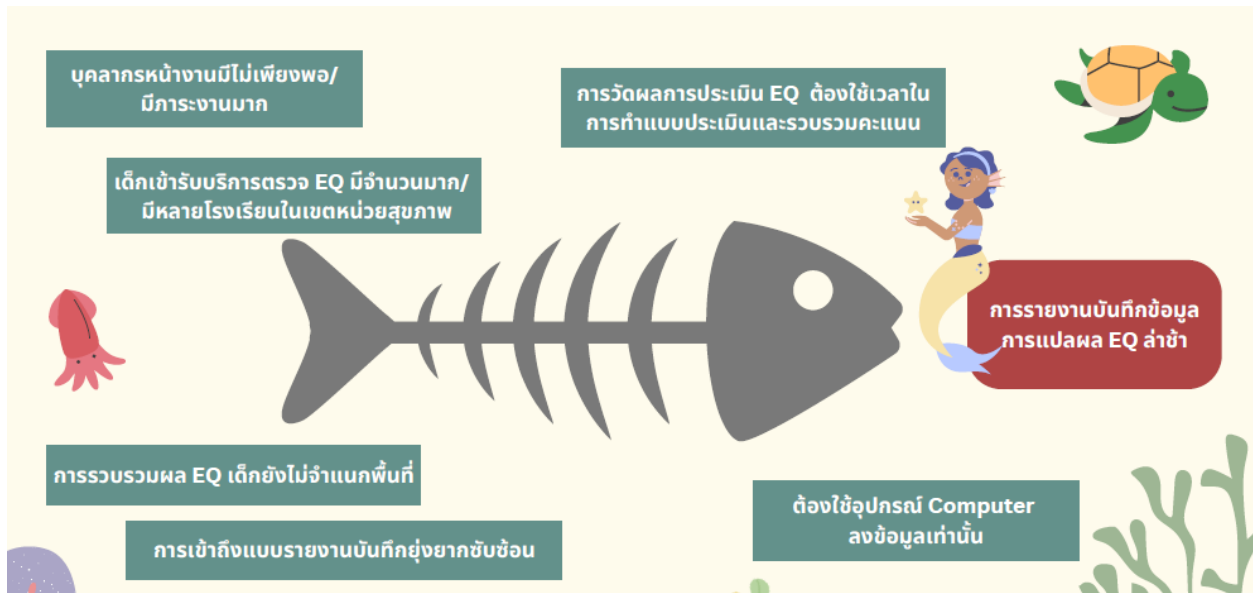 บุคลากรหน้างานมีไม่เพียงพอ/
มีภาระงานมาก
การวัดผลการประเมิน EQ ต้องใช้เวลาใน
การทำแบบประเมินและรวบรวมคะแนน
เด็กเข้ารับบริการตรวจ EQ มีจำนวนมาก/
มีหลายโรงเรียนในเขตหน่วยสุขภาพ
การรายงานบันทึกข้อมูล
การแปลผล EQ ล่าช้า
การรวบรวมผล EQ เด็กยังไม่จำแนกพื้นที่
ต้องใช้อุปกรณ์ Computer
ลงข้อมูลเท่านั้น
การเข้าถึงแบบรายงานบันทึกยุ่งยากซับซ้อน